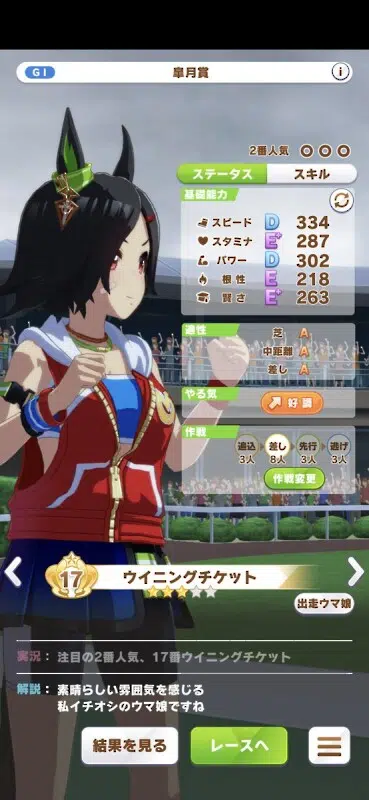 GI 皐月賞 i
2番人気 ◎ ◎ ◎
ステータス スキル
基礎能力
スピード D 334
スタミナ E+ 287
パワー D 302
根性 E 218
賢さ E+ 263
適性
芝 A
中距離 A
差し A
やる気
好調
作戦
追込 差し 先行 逃げ
3人 8人 3人 3人
作戦変更
17 ウイニングチケット
出走ウマ娘
実況： 注目の2番人気、17番ウイニングチケット
解説： 素晴らしい雰囲気を感じる
私イチオシのウマ娘ですね
結果を見る レースへ